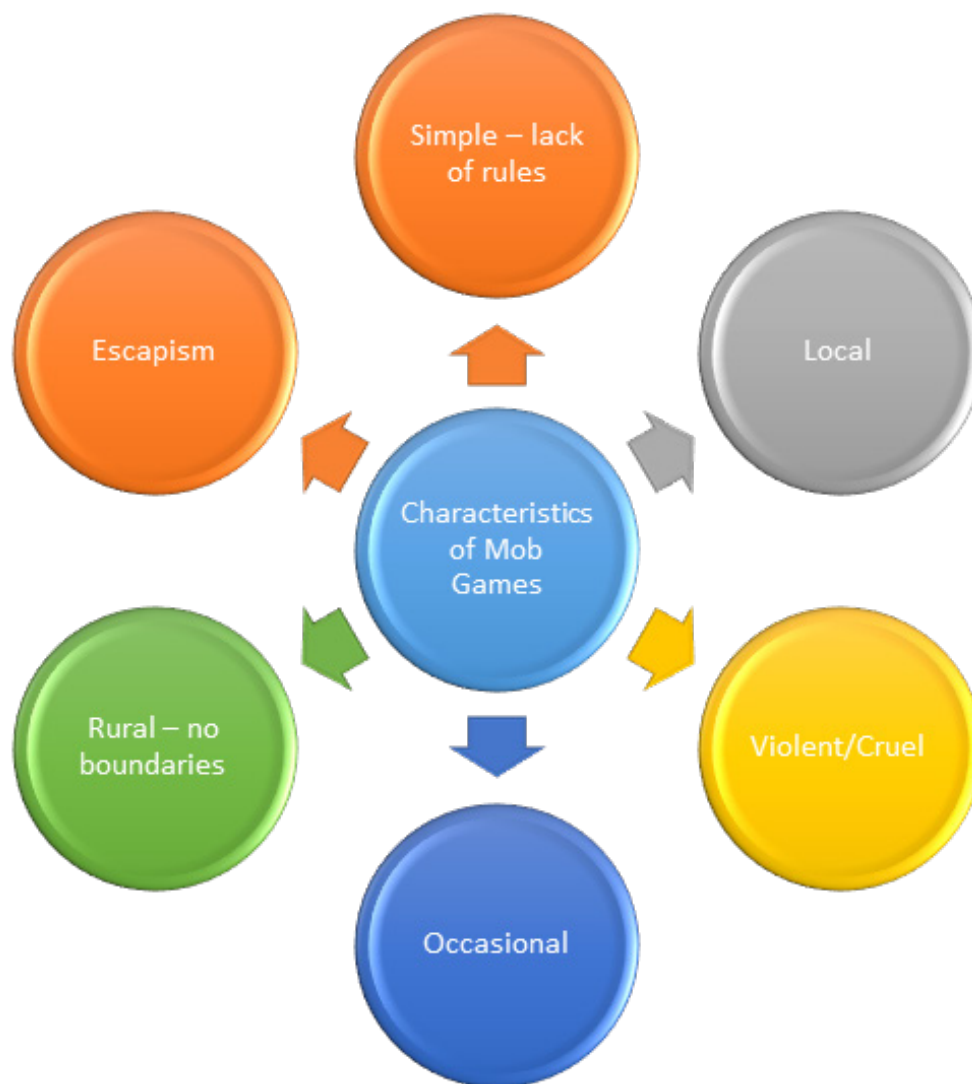 Simple – lack
of rules
Escapism
Local
Characteristics
of Mob
Games
Rural – no
boundaries
Violent/Cruel
Occasional